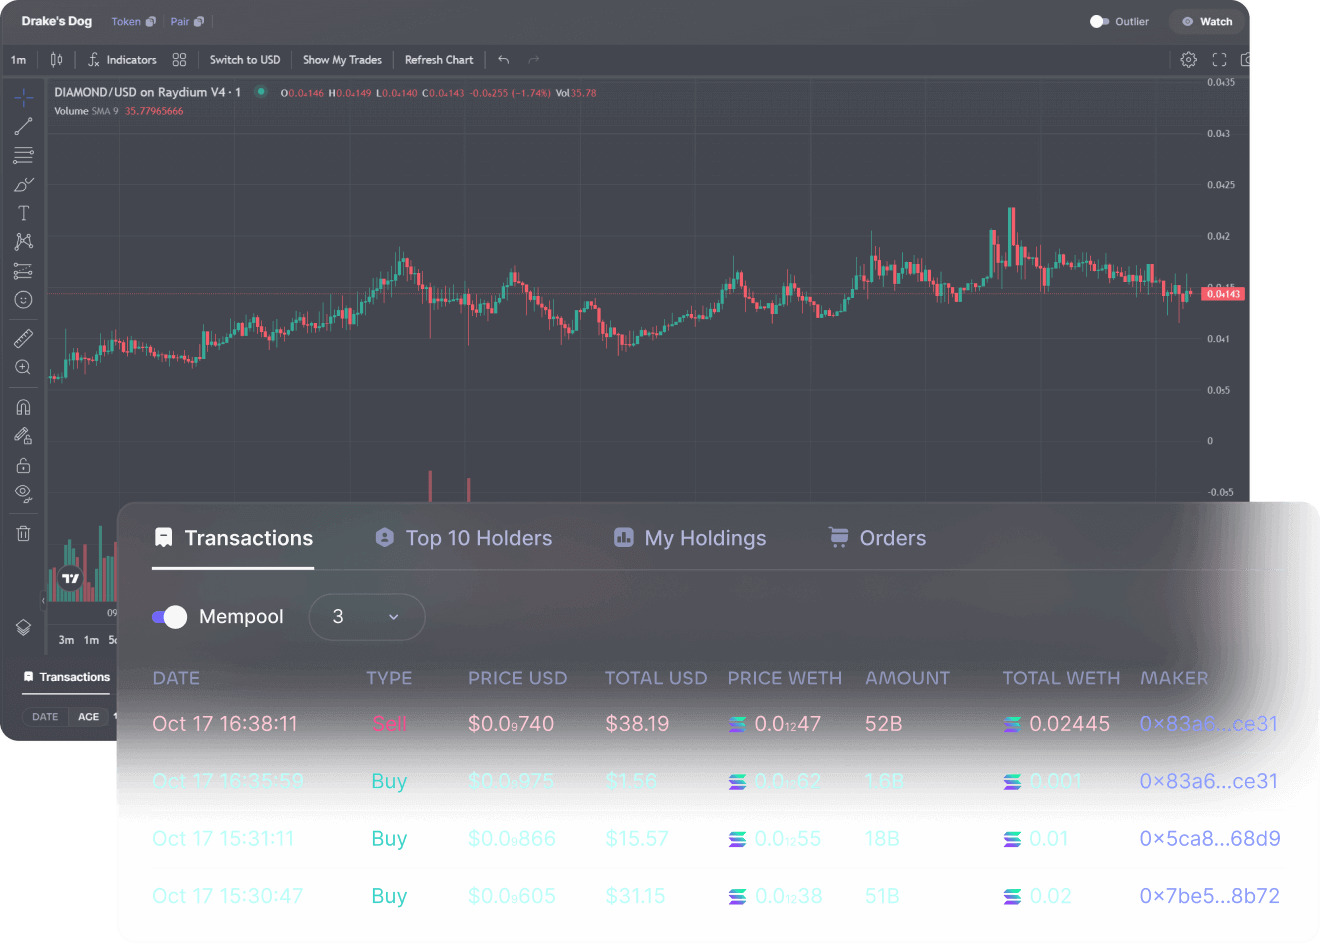 Drake's Dog Token Pair Outlier Watch
1m Indicators Switch to USD Show My Trades Refresh Chart
DIAMOND/USD on Raydium V4 · 1 O0.0₄146 H0.0₄149 L0.0₄140 C0.0₄143 -0.0₆255 (−1.74%) Vol35.78
Volume SMA 9 35.77965666
0.0₄35
0.0₄3
0.0₄25
0.0₄2
0.0₄143
0.0₄1
0.0₅5
0
-0.0₅5
09
3m 1m
Transactions
DATE AGE
Transactions Top 10 Holders My Holdings Orders
Mempool 3
DATE TYPE PRICE USD TOTAL USD PRICE WETH AMOUNT TOTAL WETH MAKER
Oct 17 16:38:11 Sell $0.0₉740 $38.19 0.0₁₂47 52B 0.02445 0×83a6...ce31
Oct 17 16:35:59 Buy $0.0₉975 $1.56 0.0₁₂62 1.6B 0.001 0×83a6...ce31
Oct 17 15:31:11 Buy $0.0₉866 $15.57 0.0₁₂55 18B 0.01 0×5ca8...68d9
Oct 17 15:30:47 Buy $0.0₉605 $31.15 0.0₁₂38 51B 0.02 0×7be5...8b72